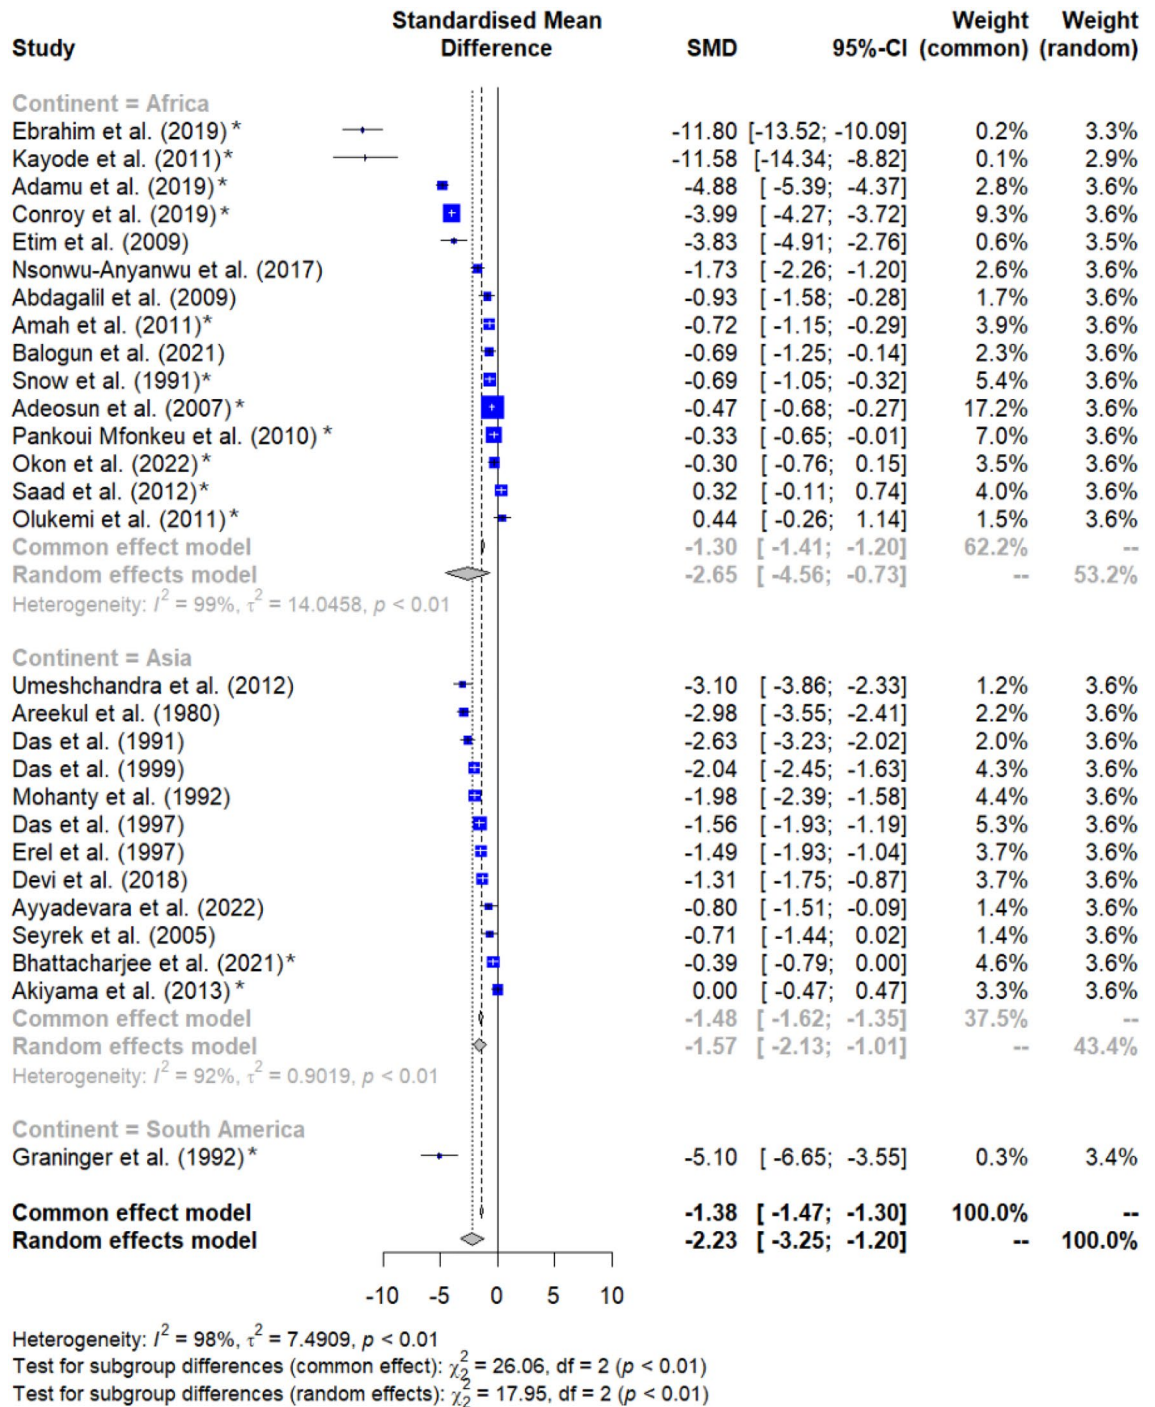 Study Standardised Mean Difference SMD 95%-CI Weight (common) Weight (random)
Continent = Africa
Ebrahim et al. (2019)* -11.80 [-13.52; -10.09] 0.2% 3.3%
Kayode et al. (2011)* -11.58 [-14.34; -8.82] 0.1% 2.9%
Adamu et al. (2019)* -4.88 [ -5.39; -4.37] 2.8% 3.6%
Conroy et al. (2019)* -3.99 [ -4.27; -3.72] 9.3% 3.6%
Etim et al. (2009) -3.83 [ -4.91; -2.76] 0.6% 3.5%
Nsonwu-Anyanwu et al. (2017) -1.73 [ -2.26; -1.20] 2.6% 3.6%
Abdagalil et al. (2009) -0.93 [ -1.58; -0.28] 1.7% 3.6%
Amah et al. (2011)* -0.72 [ -1.15; -0.29] 3.9% 3.6%
Balogun et al. (2021) -0.69 [ -1.25; -0.14] 2.3% 3.6%
Snow et al. (1991)* -0.69 [ -1.05; -0.32] 5.4% 3.6%
Adeosun et al. (2007)* -0.47 [ -0.68; -0.27] 17.2% 3.6%
Pankoui Mfonkeu et al. (2010)* -0.33 [ -0.65; -0.01] 7.0% 3.6%
Okon et al. (2022)* -0.30 [ -0.76; 0.15] 3.5% 3.6%
Saad et al. (2012)* 0.32 [ -0.11; 0.74] 4.0% 3.6%
Olukemi et al. (2011)* 0.44 [ -0.26; 1.14] 1.5% 3.6%
Common effect model -1.30 [ -1.41; -1.20] 62.2% --
Random effects model -2.65 [ -4.56; -0.73] -- 53.2%
Heterogeneity: I² = 99%, τ² = 14.0458, p < 0.01
Continent = Asia
Umeshchandra et al. (2012) -3.10 [ -3.86; -2.33] 1.2% 3.6%
Areekul et al. (1980) -2.98 [ -3.55; -2.41] 2.2% 3.6%
Das et al. (1991) -2.63 [ -3.23; -2.02] 2.0% 3.6%
Das et al. (1999) -2.04 [ -2.45; -1.63] 4.3% 3.6%
Mohanty et al. (1992) -1.98 [ -2.39; -1.58] 4.4% 3.6%
Das et al. (1997) -1.56 [ -1.93; -1.19] 5.3% 3.6%
Erel et al. (1997) -1.49 [ -1.93; -1.04] 3.7% 3.6%
Devi et al. (2018) -1.31 [ -1.75; -0.87] 3.7% 3.6%
Ayyadevara et al. (2022) -0.80 [ -1.51; -0.09] 1.4% 3.6%
Seyrek et al. (2005) -0.71 [ -1.44; 0.02] 1.4% 3.6%
Bhattacharjee et al. (2021)* -0.39 [ -0.79; 0.00] 4.6% 3.6%
Akiyama et al. (2013)* 0.00 [ -0.47; 0.47] 3.3% 3.6%
Common effect model -1.48 [ -1.62; -1.35] 37.5% --
Random effects model -1.57 [ -2.13; -1.01] -- 43.4%
Heterogeneity: I² = 92%, τ² = 0.9019, p < 0.01
Continent = South America
Graninger et al. (1992)* -5.10 [ -6.65; -3.55] 0.3% 3.4%
Common effect model -1.38 [ -1.47; -1.30] 100.0% --
Random effects model -2.23 [ -3.25; -1.20] -- 100.0%
-10 -5 0 5 10
Heterogeneity: I² = 98%, τ² = 7.4909, p < 0.01
Test for subgroup differences (common effect): χ²₂ = 26.06, df = 2 (p < 0.01)
Test for subgroup differences (random effects): χ²₂ = 17.95, df = 2 (p < 0.01)